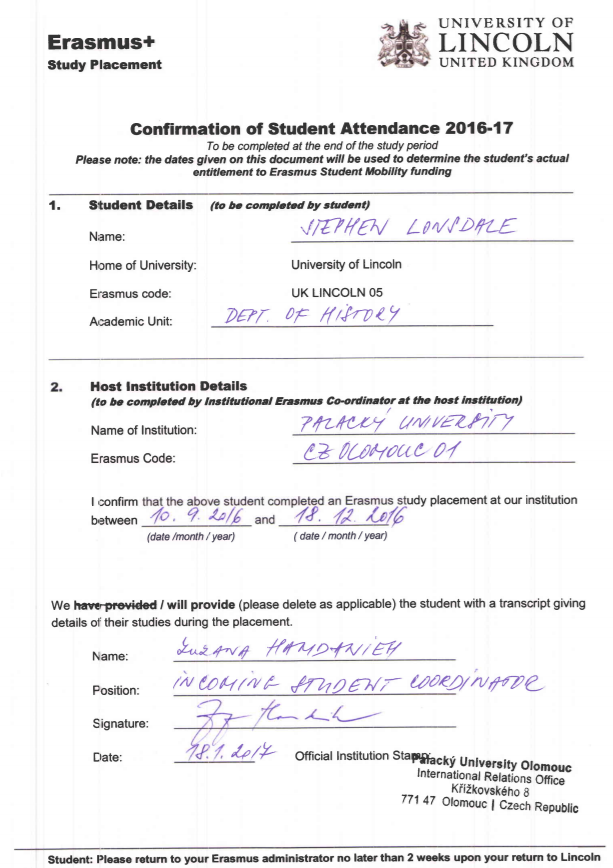 Erasmus+
Study Placement
UNIVERSITY OF
LINCOLN
UNITED KINGDOM
Confirmation of Student Attendance 2016-17
To be completed at the end of the study period
Please note: the dates given on this document will be used to determine the student's actual
entitlement to Erasmus Student Mobility funding
1. Student Details (to be completed by student)
Name: STEPHEN LONSDALE
Home of University: University of Lincoln
Erasmus code: UK LINCOLN 05
Academic Unit: DEPT. OF HISTORY
2. Host Institution Details
(to be completed by Institutional Erasmus Co-ordinator at the host institution)
Name of Institution: PALACKÝ UNIVERSITY
Erasmus Code: CZ OLOMOUC 01
I confirm that the above student completed an Erasmus study placement at our institution
between 10. 9. 2016 and 18. 12. 2016
(date /month / year) ( date / month / year)
We have provided / will provide (please delete as applicable) the student with a transcript giving
details of their studies during the placement.
Name: ZUZANA HAMDANIEH
Position: INCOMING STUDENT COORDINATOR
Signature:
Date: 18.1.2017 Official Institution Stamp:
Palacký University Olomouc
International Relations Office
Křížkovského 8
771 47 Olomouc | Czech Republic
Student: Please return to your Erasmus administrator no later than 2 weeks upon your return to Lincoln